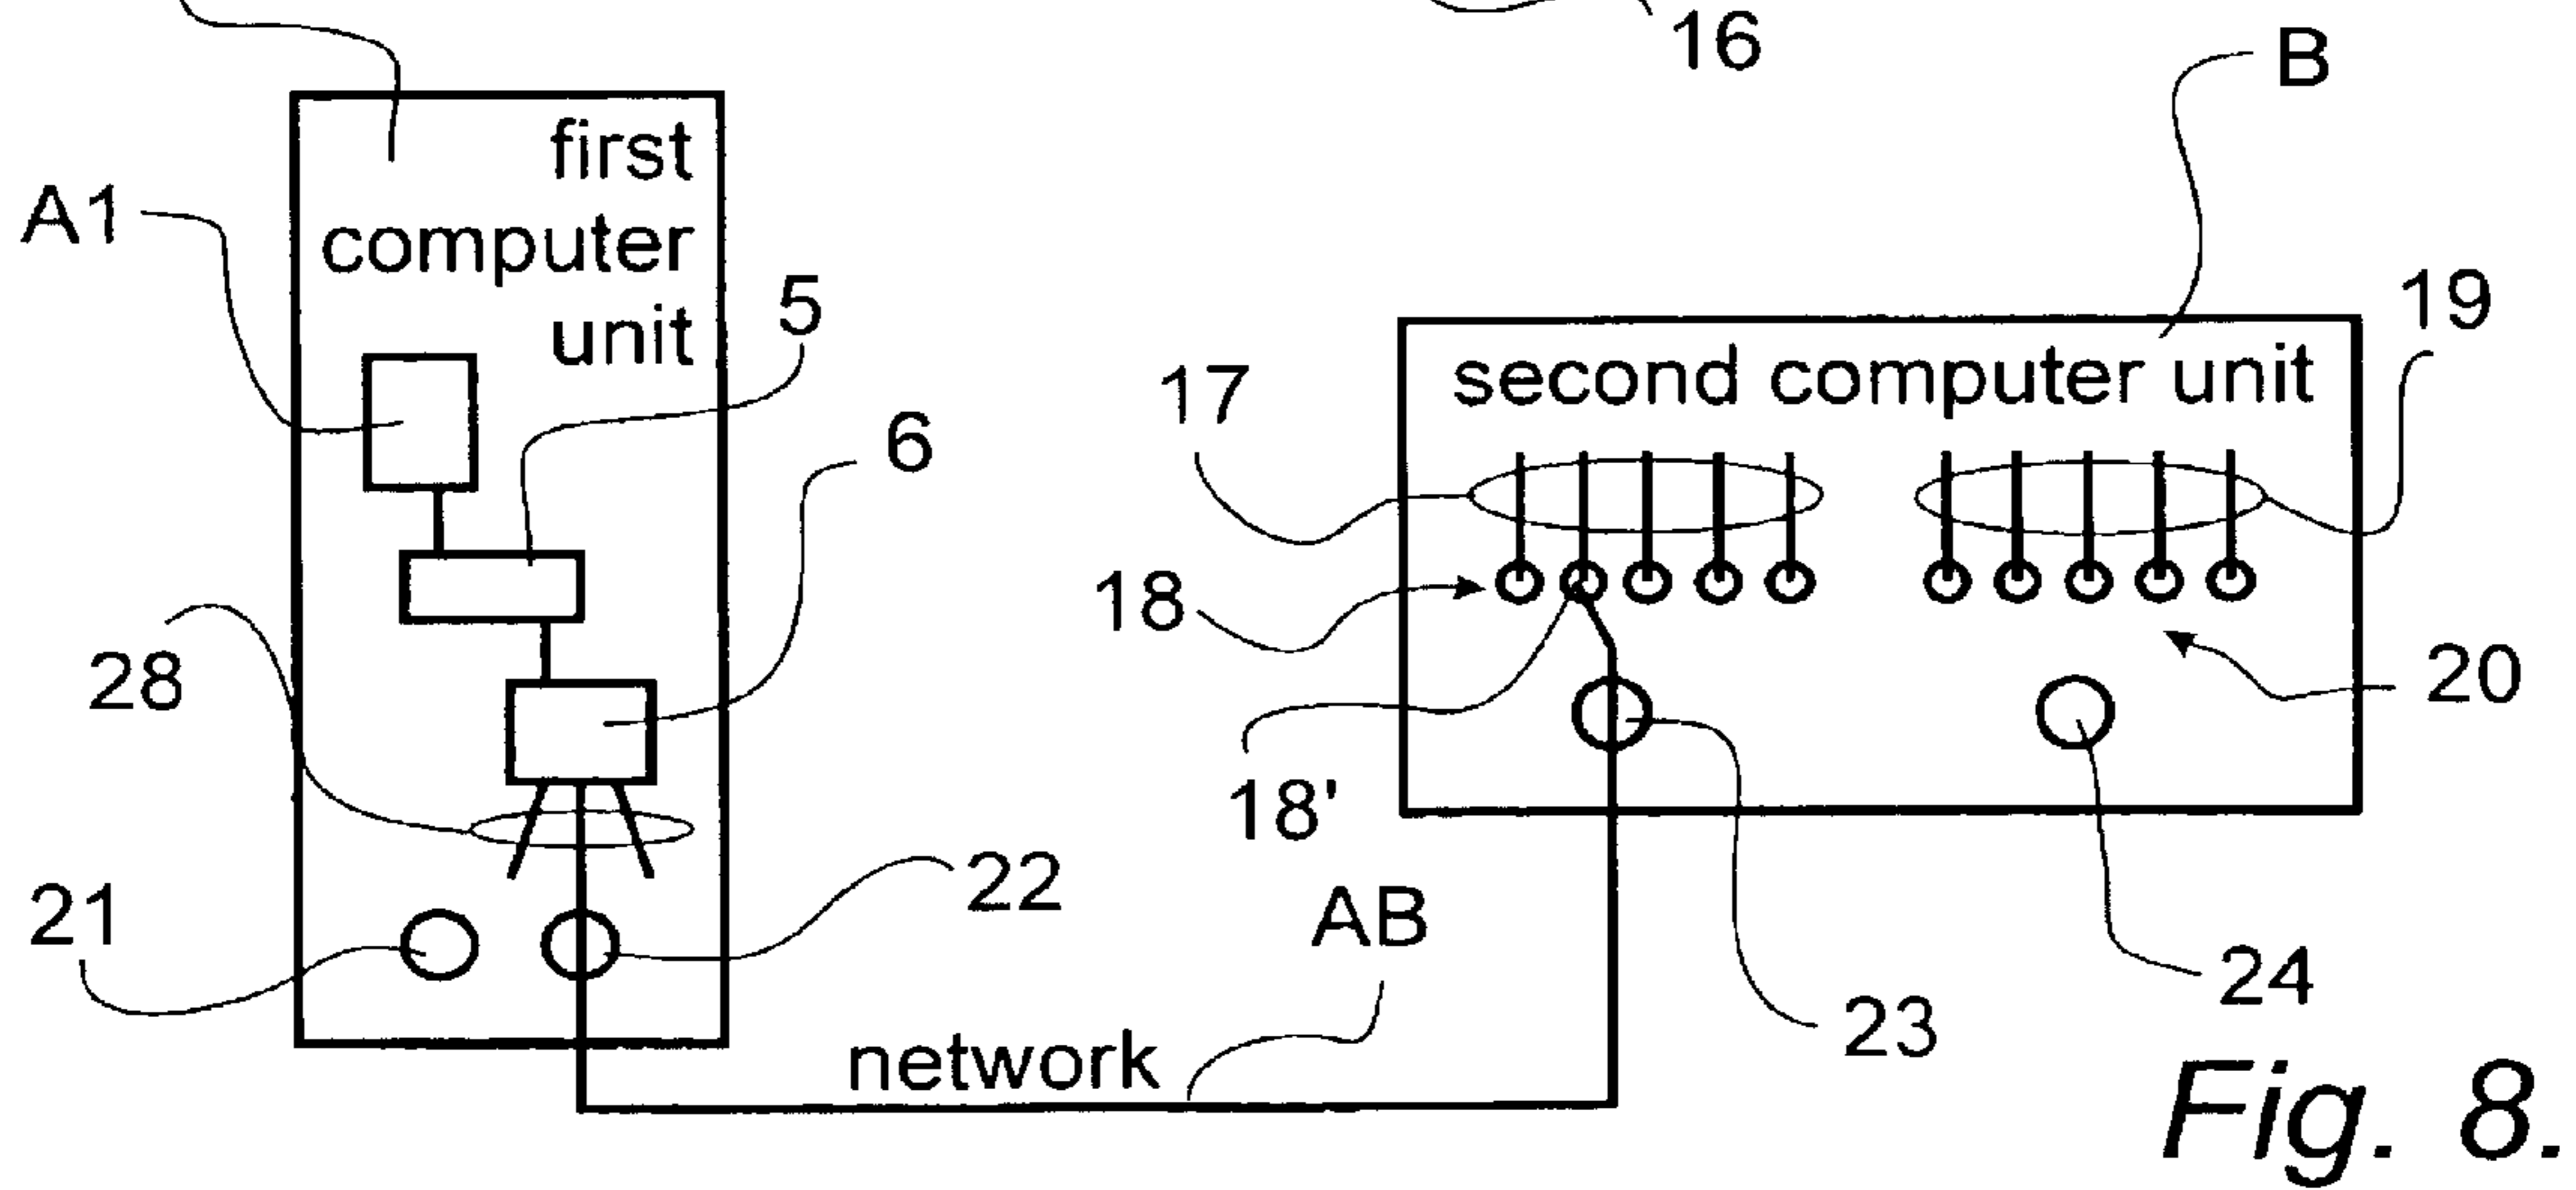 16
B
first
computer
unit
A1
5
6
second computer unit
17
19
18
28
20
18'
21
22
AB
23
24
network
Fig. 8.